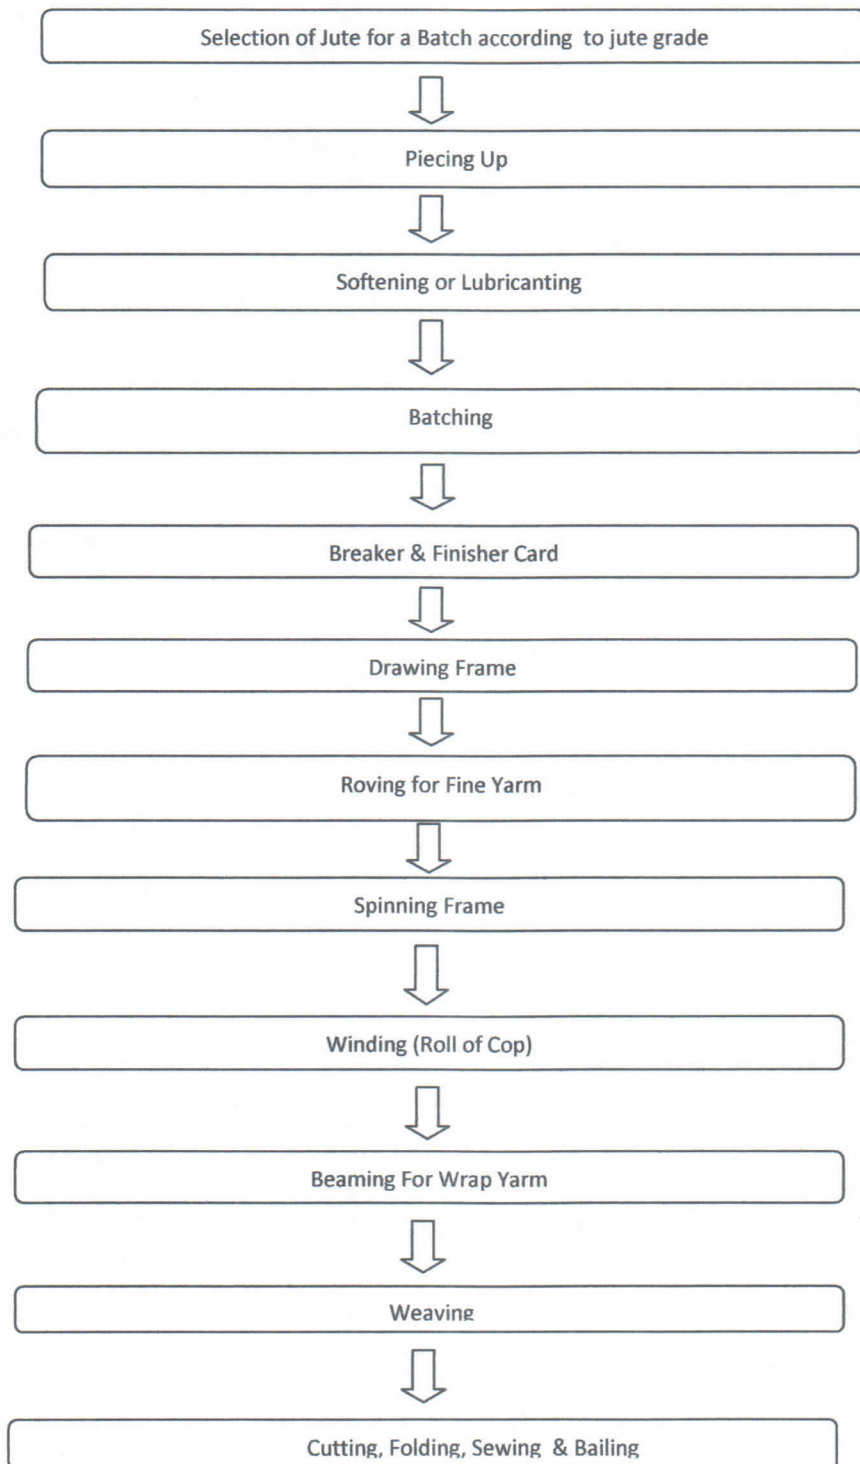 Selection of Jute for a Batch according to jute grade
Piecing Up
Softening or Lubricanting
Batching
Breaker & Finisher Card
Drawing Frame
Roving for Fine Yarm
Spinning Frame
Winding (Roll of Cop)
Beaming For Wrap Yarm
Weaving
Cutting, Folding, Sewing & Bailing